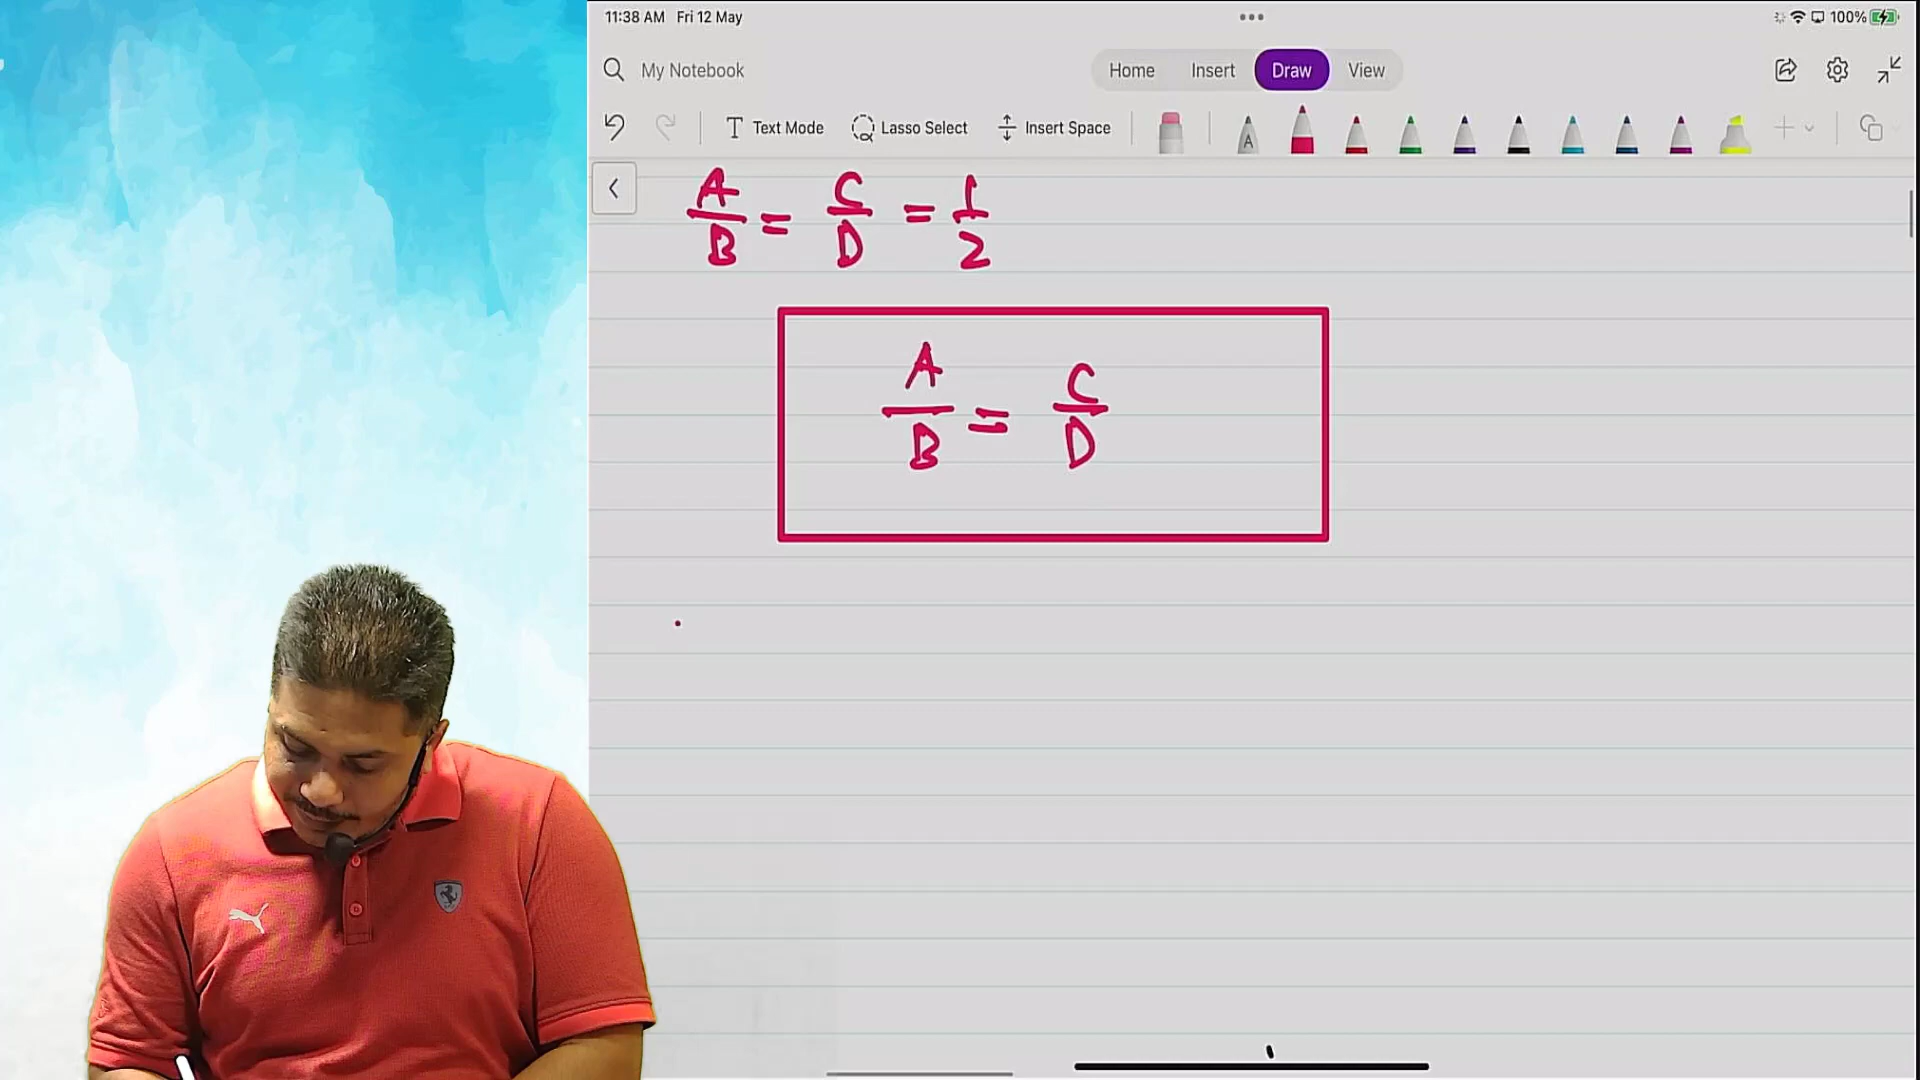 11:38 AM Fri 12 May 100%
My Notebook Home Insert Draw View
T Text Mode Lasso Select Insert Space A
A/B = C/D = 1/2
A/B = C/D